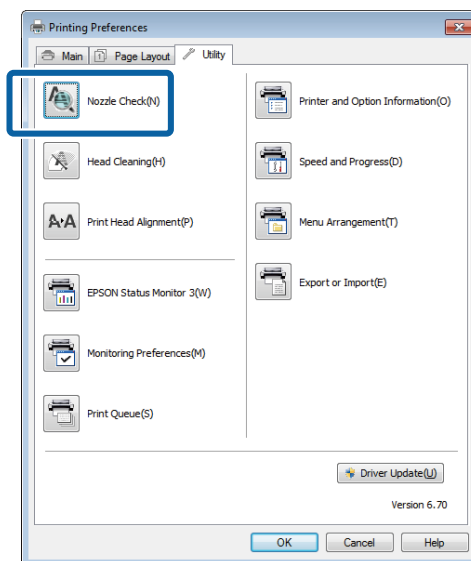 Printing Preferences
Main
Page Layout
Utility
Nozzle Check(N)
Head Cleaning(H)
A A
Print Head Alignment(P)
EPSON Status Monitor 3(W)
Monitoring Preferences(M)
Print Queue(S)
Printer and Option Information(O)
Speed and Progress(D)
Menu Arrangement(T)
Export or Import(E)
Driver Update(U)
Version 6.70
OK
Cancel
Help